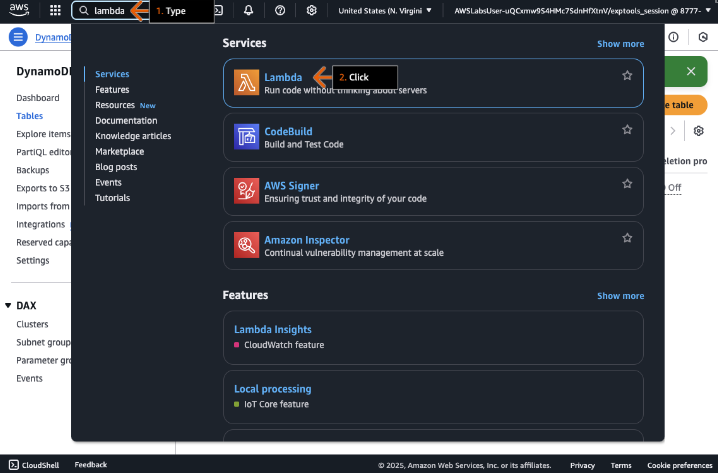 aws
lambda
1. Type
United States (N. Virgini
AWSLabsUser-uQCxmw9S4HMc7SdnHfXtnV/exptools_session @ 8777-
DynamoDB
Services
Features
Resources New
Documentation
Knowledge articles
Marketplace
Blog posts
Events
Tutorials
Services
Show more
Lambda
2. Click
Run code without thinking about servers
CodeBuild
Build and Test Code
AWS Signer
Ensuring trust and integrity of your code
Amazon Inspector
Continual vulnerability management at scale
Features
Show more
Lambda Insights
CloudWatch feature
Local processing
IoT Core feature
DynamoD
Dashboard
Tables
Explore items
PartiQL editor
Backups
Exports to S3
Imports from
Integrations
Reserved capa
Settings
DAX
Clusters
Subnet group
Parameter gro
Events
e table
eletion pro
Off
CloudShell
Feedback
© 2025, Amazon Web Services, Inc. or its affiliates.
Privacy
Terms
Cookie preferences